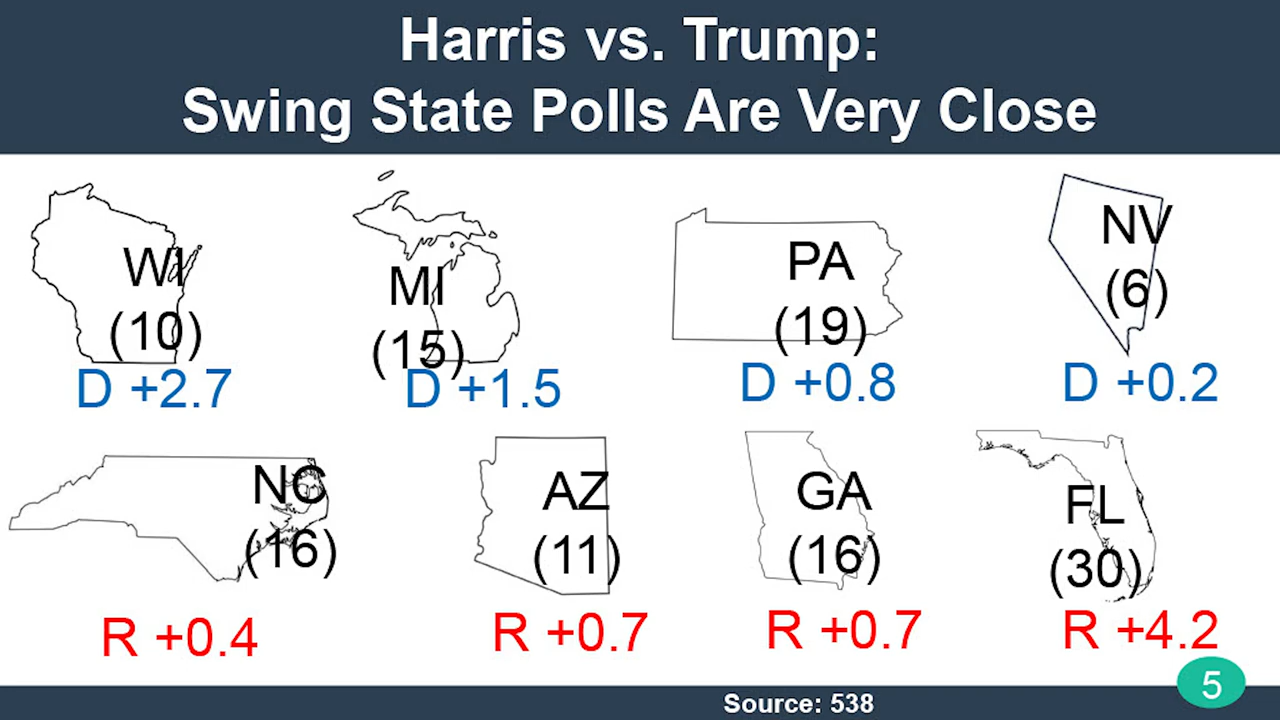 Harris vs. Trump:
Swing State Polls Are Very Close
WI
(10)
D +2.7
MI
(15)
D +1.5
PA
(19)
D +0.8
NV
(6)
D +0.2
NC
(16)
R +0.4
AZ
(11)
R +0.7
GA
(16)
R +0.7
FL
(30)
R +4.2
5
Source: 538